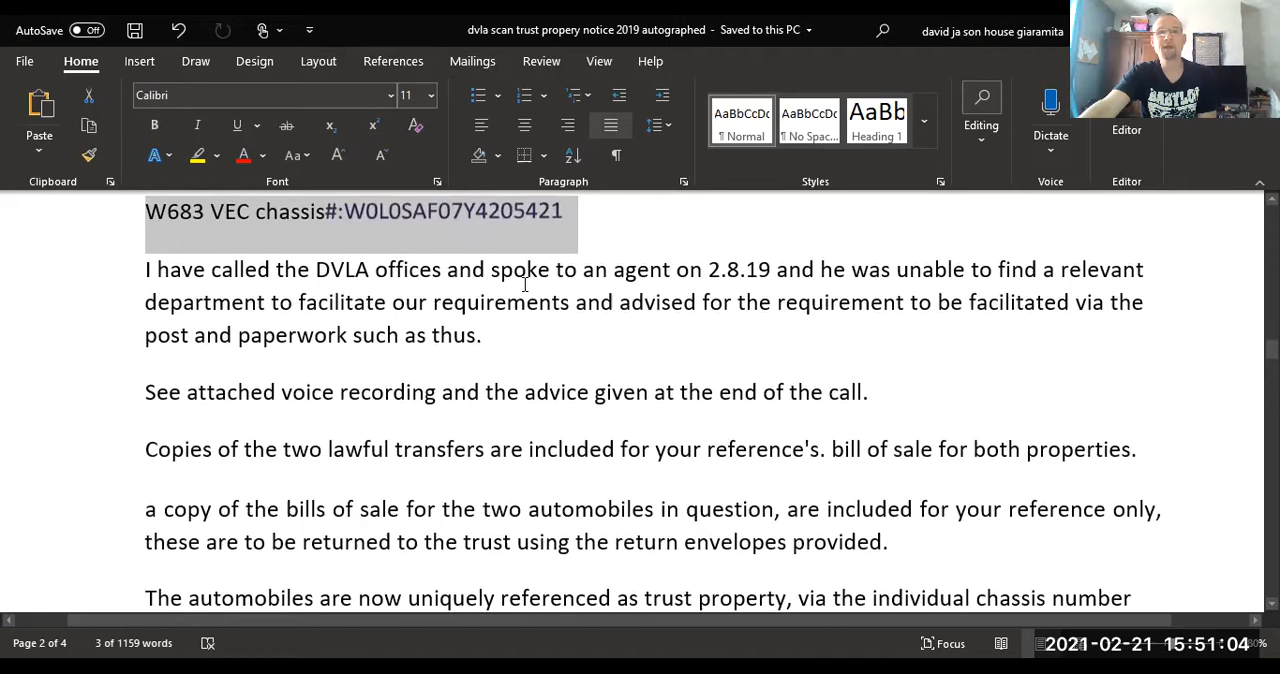 AutoSave Off
dvla scan trust propery notice 2019 autographed - Saved to this PC
david ja son house giaramita
File Home Insert Draw Design Layout References Mailings Review View Help
BABYLON
Calibri 11
Paste
B I U ab x₂ x²
A A Aa A A
AaBbCcDc AaBbCcDc AaBb
¶ Normal ¶ No Spac... Heading 1
Editing
Dictate
Editor
Clipboard Font Paragraph Styles Voice Editor
W683 VEC chassis#:W0L0SAF07Y4205421
I have called the DVLA offices and spoke to an agent on 2.8.19 and he was unable to find a relevant
department to facilitate our requirements and advised for the requirement to be facilitated via the
post and paperwork such as thus.
See attached voice recording and the advice given at the end of the call.
Copies of the two lawful transfers are included for your reference's. bill of sale for both properties.
a copy of the bills of sale for the two automobiles in question, are included for your reference only,
these are to be returned to the trust using the return envelopes provided.
The automobiles are now uniquely referenced as trust property, via the individual chassis number
Page 2 of 4 3 of 1159 words Focus 2021-02-21 15:51:04